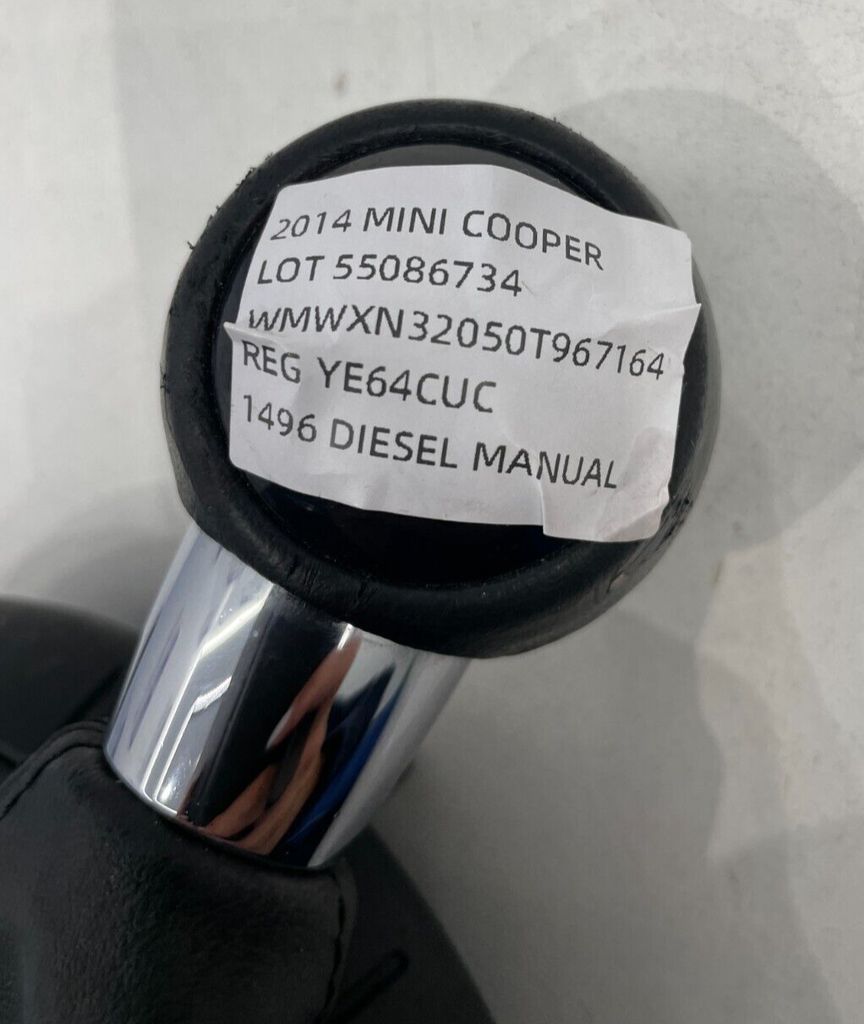 2014 MINI COOPER
LOT 55086734
WMWXN32050T967164
REG YE64CUC
1496 DIESEL MANUAL